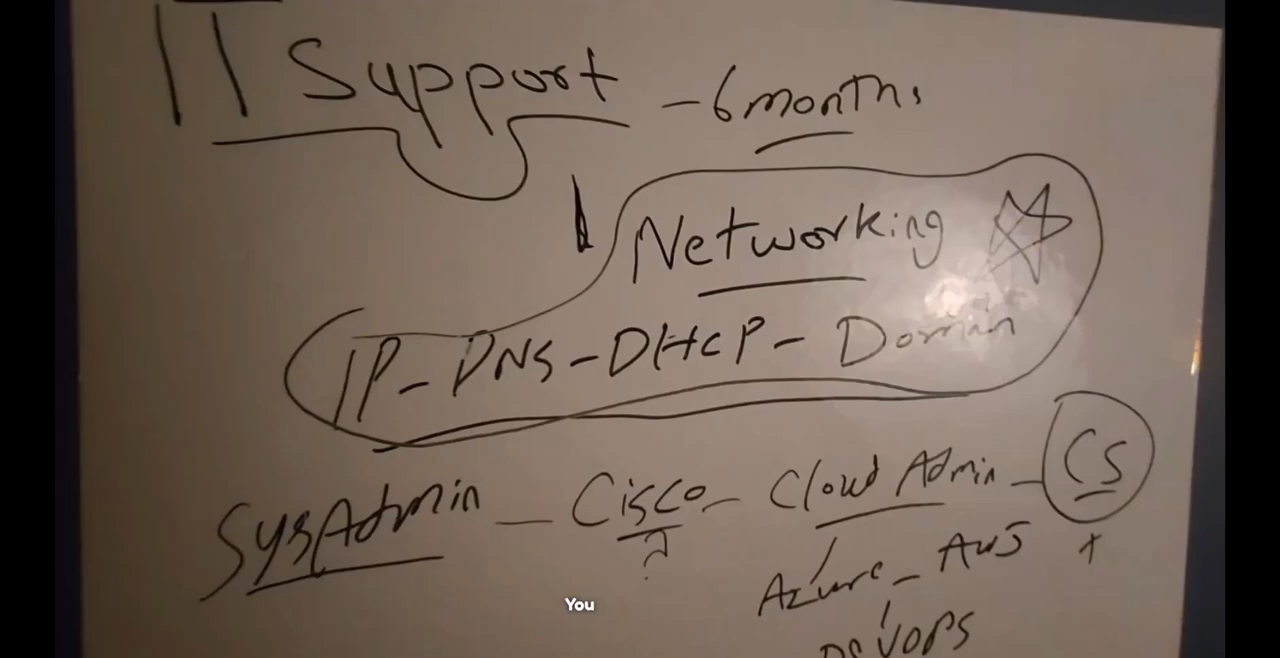 IT Support - 6 months
Networking
IP - DNS - DHCP - Domain
SysAdmin - Cisco - Cloud Admin - CS
?
Azure - AWS
+
DevOPS
You